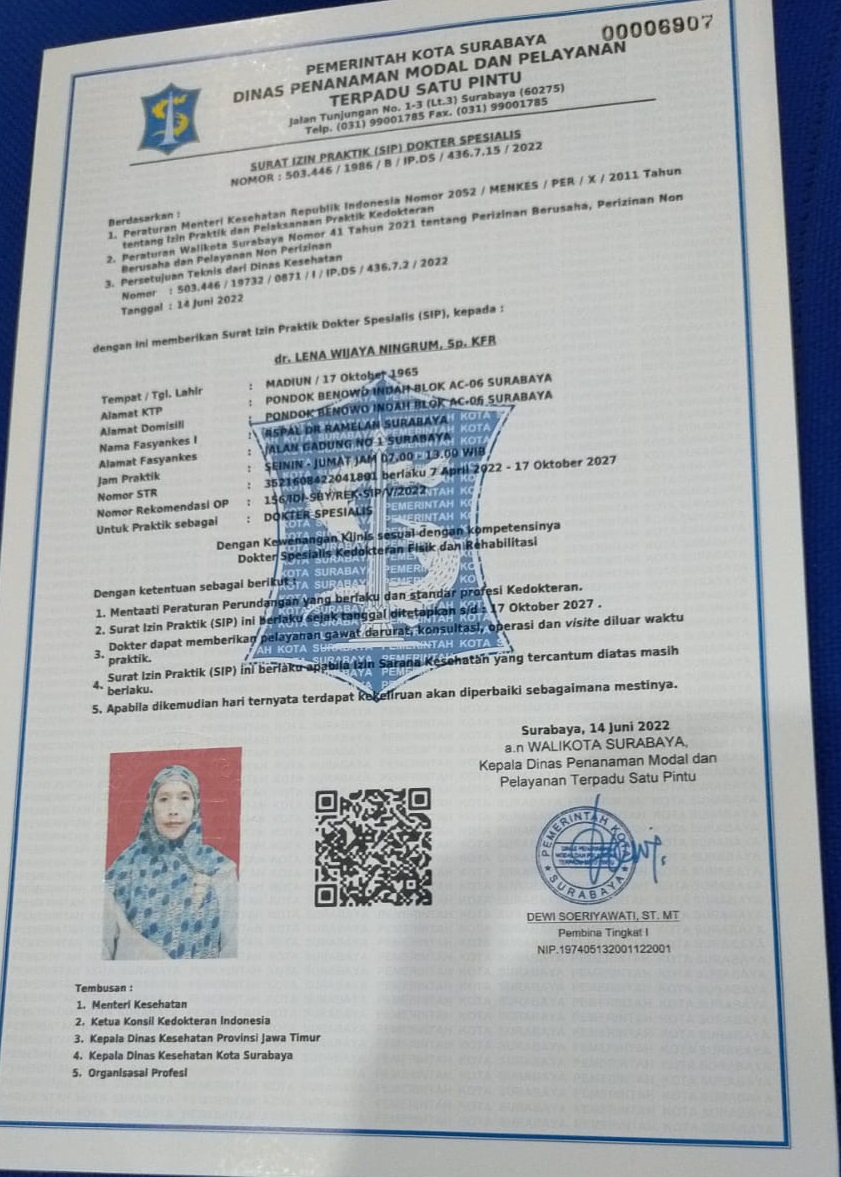 00006907
PEMERINTAH KOTA SURABAYA
DINAS PENANAMAN MODAL DAN PELAYANAN
TERPADU SATU PINTU
Jalan Tunjungan No. 1-3 (Lt.3) Surabaya (60275)
Telp. (031) 99001785 Fax. (031) 99001785
SURAT IZIN PRAKTIK (SIP) DOKTER SPESIALIS
NOMOR : 503.446 / 1986 / B / IP.DS / 436.7.15 / 2022
Berdasarkan :
1. Peraturan Menteri Kesehatan Republik Indonesia Nomor 2052 / MENKES / PER / X / 2011 Tahun
tentang Izin Praktik dan Pelaksanaan Praktik Kedokteran
2. Peraturan Walikota Surabaya Nomor 41 Tahun 2021 tentang Perizinan Berusaha, Perizinan Non
Berusaha dan Pelayanan Non Perizinan
3. Persetujuan Teknis dari Dinas Kesehatan
Nomor : 503.446 / 19732 / 0871 / I / IP.DS / 436.7.2 / 2022
Tanggal : 14 Juni 2022
dengan ini memberikan Surat Izin Praktik Dokter Spesialis (SIP), kepada :
dr. LENA WIJAYA NINGRUM, Sp. KFR
Tempat / Tgl. Lahir : MADIUN / 17 Oktober 1965
Alamat KTP : PONDOK BENOWO INDAH BLOK AC-06 SURABAYA
Alamat Domisili : PONDOK BENOWO INDAH BLOK AC-06 SURABAYA
Nama Fasyankes I : RSPAL DR RAMELAN SURABAYA
Alamat Fasyankes : JALAN GADUNG NO 1 SURABAYA
Jam Praktik : SEININ - JUMAT JAM 07.00 - 13.00 WIB
Nomor STR : 3521608422041891 berlaku 7 April 2022 - 17 Oktober 2027
Nomor Rekomendasi OP : 156/IDI-SBY/REK-SIP/V/2022
Untuk Praktik sebagai : DOKTER SPESIALIS
Dengan Kewenangan Klinis sesuai dengan kompetensinya
Dokter Spesialis Kedokteran Fisik dan Rehabilitasi
Dengan ketentuan sebagai berikut :
1. Mentaati Peraturan Perundangan yang berlaku dan standar profesi Kedokteran.
2. Surat Izin Praktik (SIP) ini berlaku sejak tanggal ditetapkan s/d : 17 Oktober 2027 .
3. Dokter dapat memberikan pelayanan gawat darurat, konsultasi, operasi dan visite diluar waktu
praktik.
4. Surat Izin Praktik (SIP) ini berlaku apabila Izin Sarana Kesehatan yang tercantum diatas masih
berlaku.
5. Apabila dikemudian hari ternyata terdapat kekeliruan akan diperbaiki sebagaimana mestinya.
Surabaya, 14 Juni 2022
a.n WALIKOTA SURABAYA,
Kepala Dinas Penanaman Modal dan
Pelayanan Terpadu Satu Pintu
PEMERINTAH KOTA
SURABAYA
DEWI SOERIYAWATI, ST. MT
Pembina Tingkat I
NIP.197405132001122001
Tembusan :
1. Menteri Kesehatan
2. Ketua Konsil Kedokteran Indonesia
3. Kepala Dinas Kesehatan Provinsi Jawa Timur
4. Kepala Dinas Kesehatan Kota Surabaya
5. Organisasai Profesi